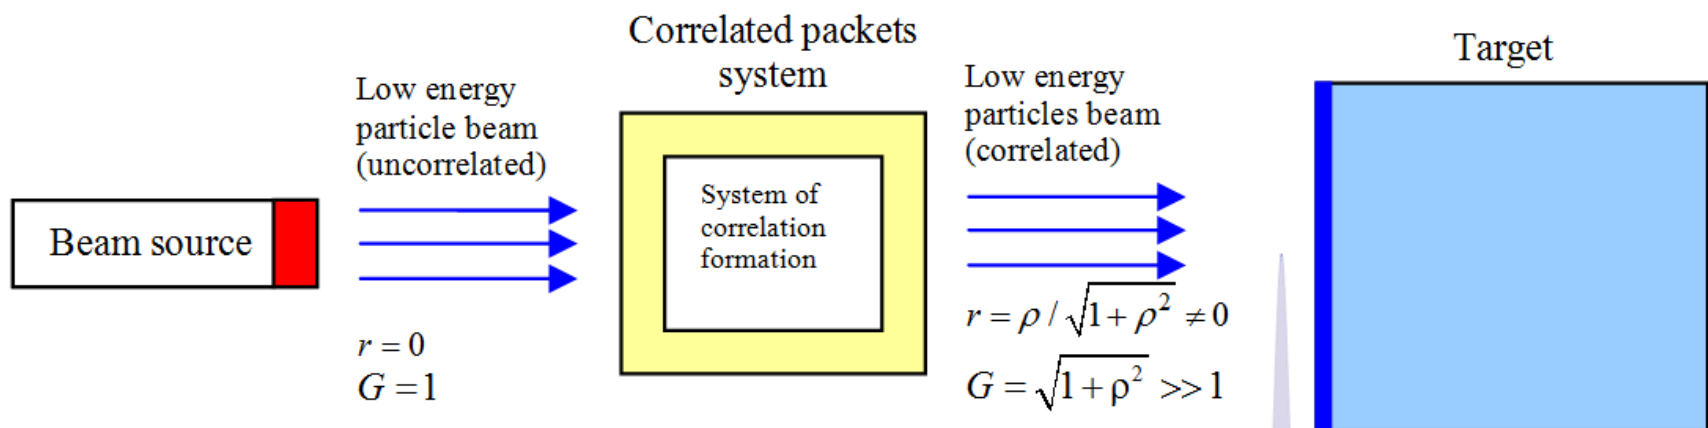 Beam source
Low energy
particle beam
(uncorrelated)
r = 0
G = 1
Correlated packets
system
System of
correlation
formation
Low energy
particles beam
(correlated)
r = ρ / √1 + ρ² ≠ 0
G = √1 + ρ² >> 1
Target